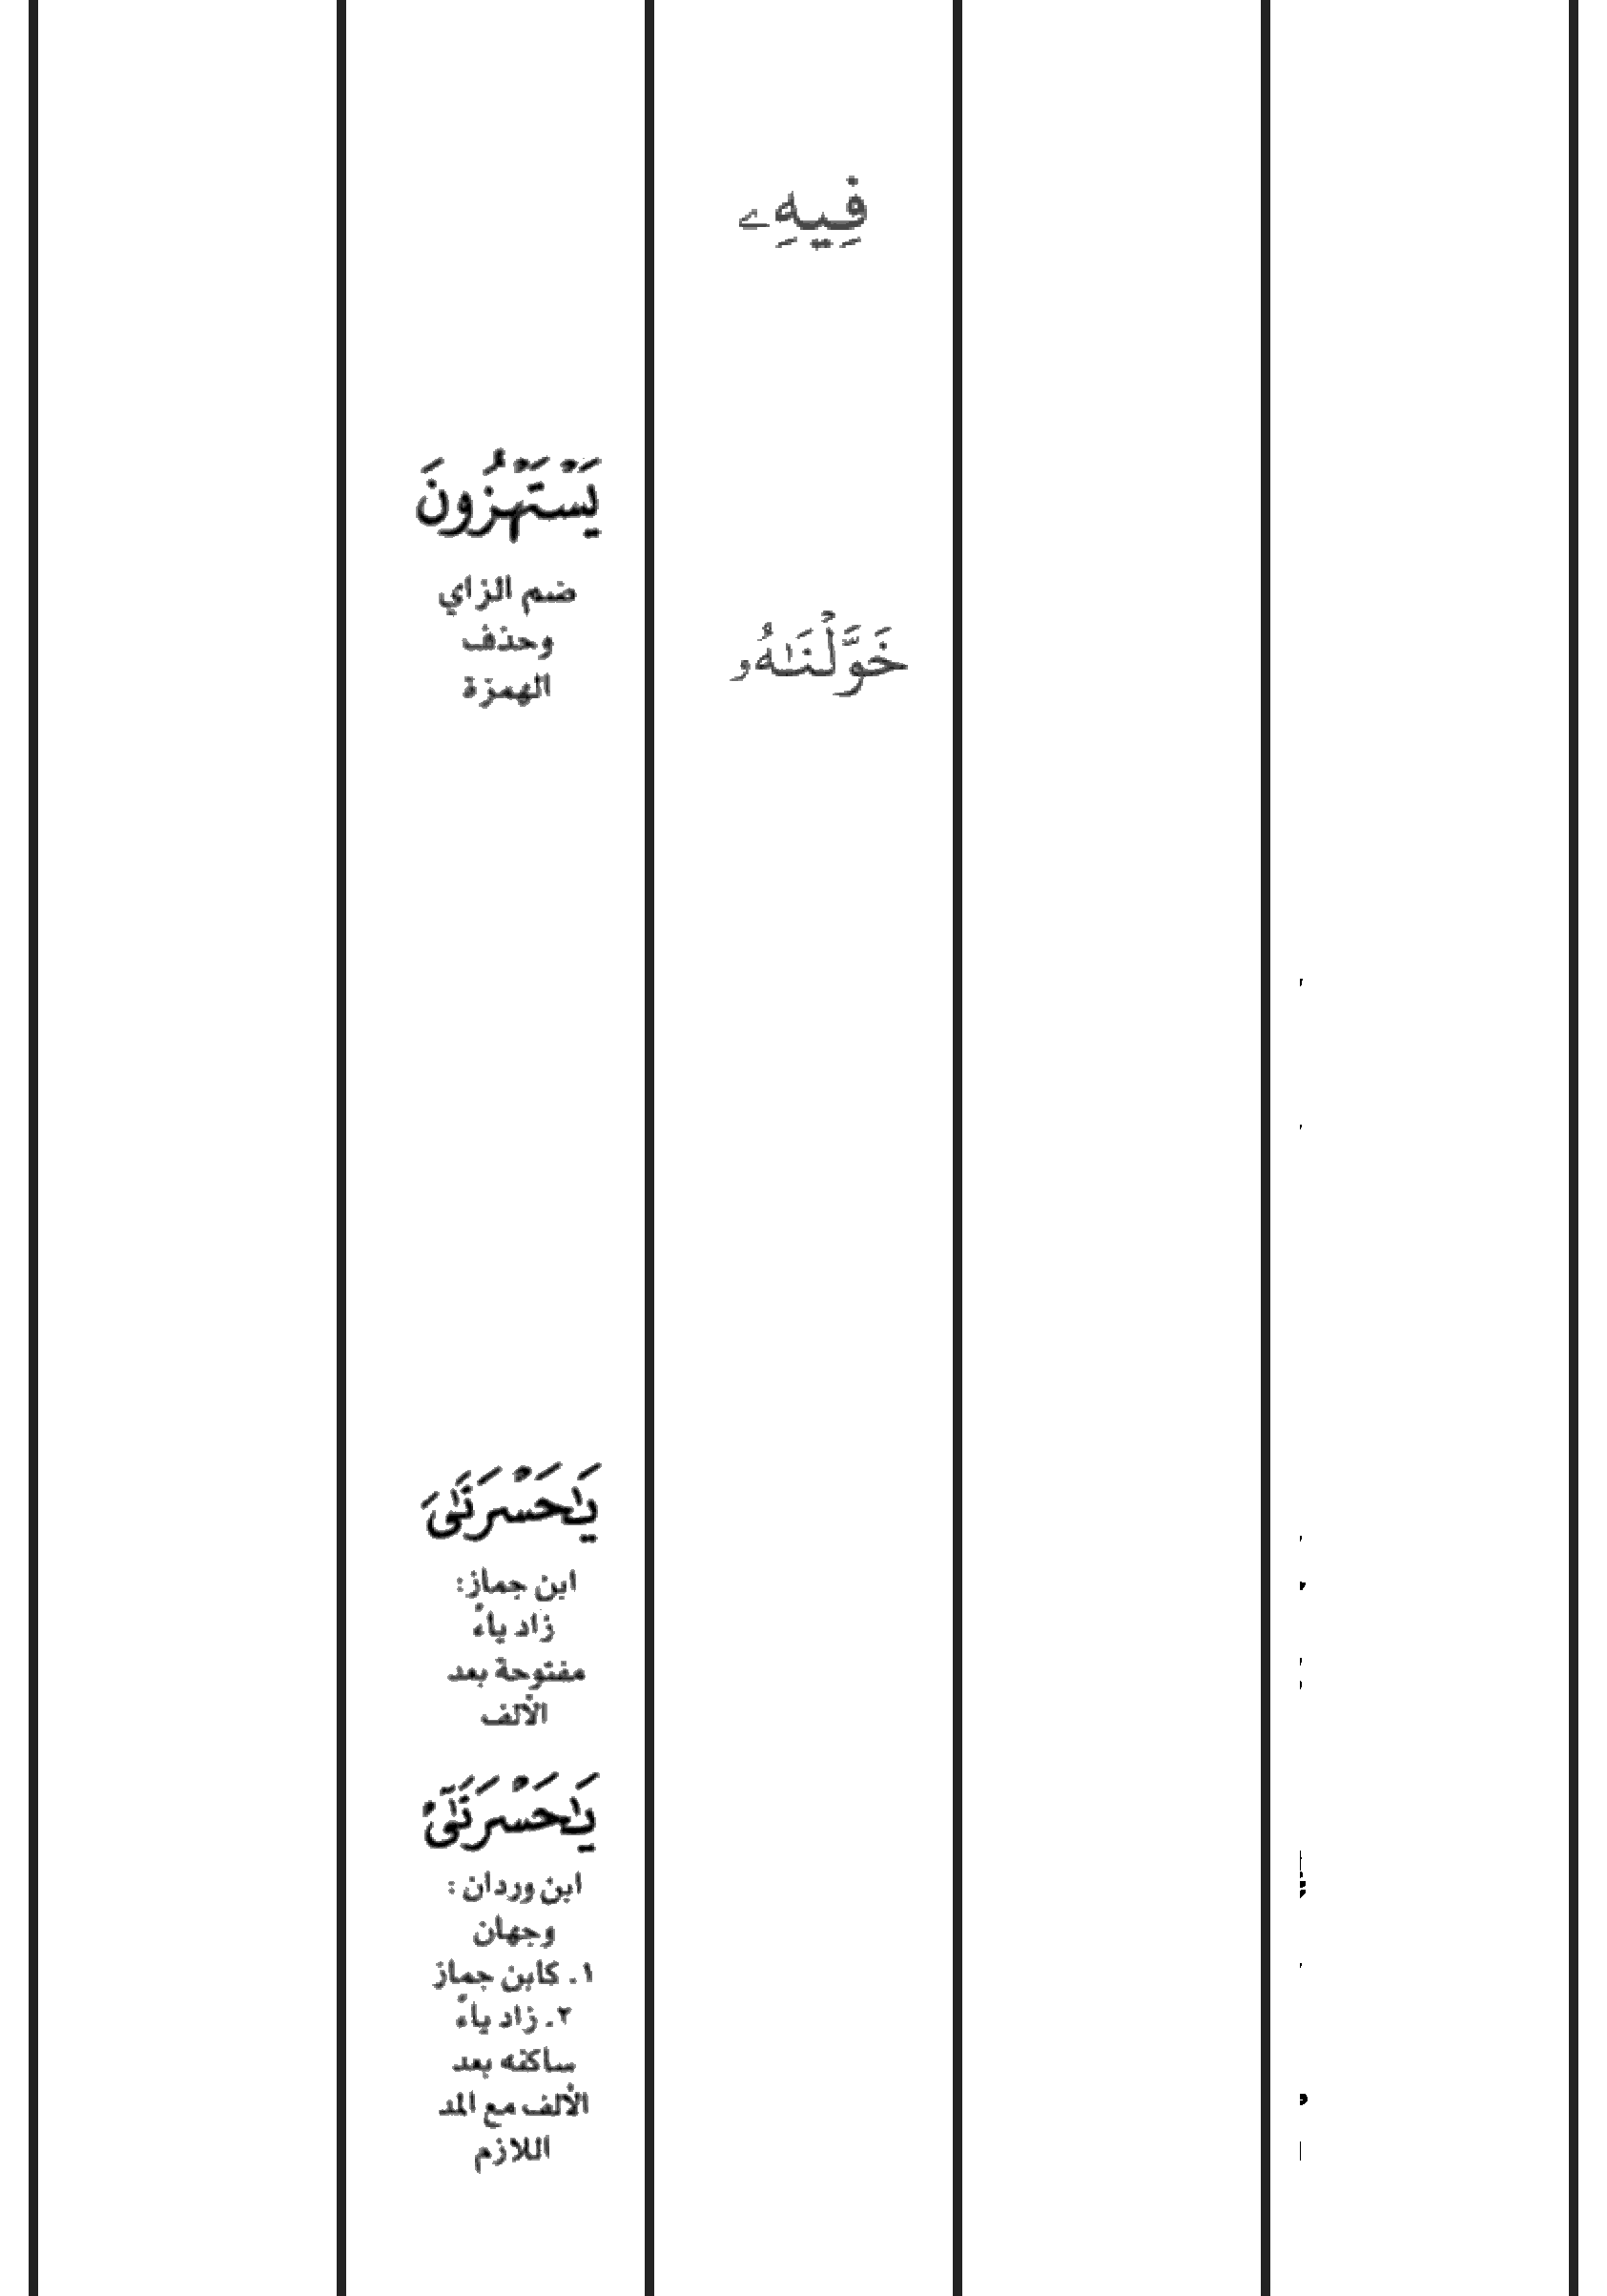 فِيهِۦ
خَوَّلْنَـٰهُۥ
يَسْتَهْزُونَ
ضم الزاي
وحذف
الهمزة
يَـٰحَسْرَتَـٰىَ
ابن جماز:
زاد ياءً
مفتوحة بعد
الألف
يَـٰحَسْرَتَـٰٓىْ
ابن وردان :
وجهان
١. كابن جماز
٢. زاد ياءً
ساكنه بعد
الألف مع المد
اللازم